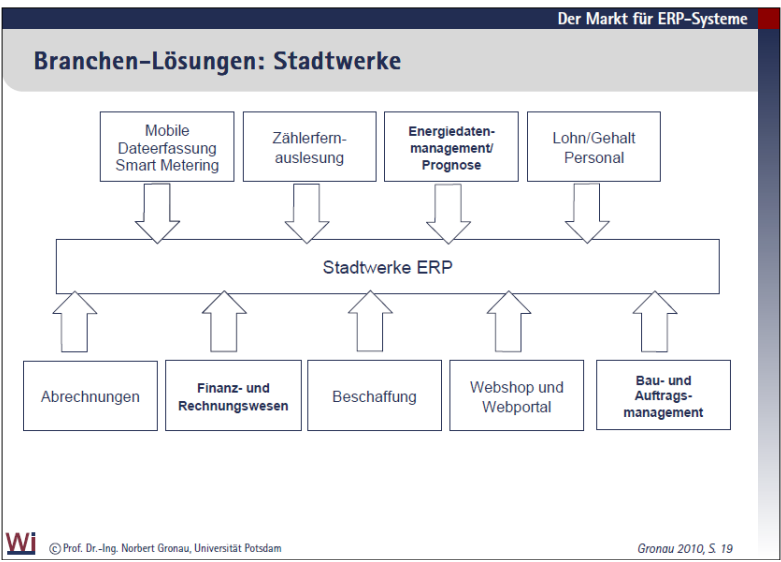 Der Markt für ERP-Systeme
Branchen-Lösungen: Stadtwerke
Mobile
Dateerfassung
Smart Metering
Zählerfern-
auslesung
Energiedaten-
management/
Prognose
Lohn/Gehalt
Personal
Stadtwerke ERP
Abrechnungen
Finanz- und
Rechnungswesen
Beschaffung
Webshop und
Webportal
Bau- und
Auftrags-
management
Wi
© Prof. Dr.-Ing. Norbert Gronau, Universität Potsdam
Gronau 2010, S. 19